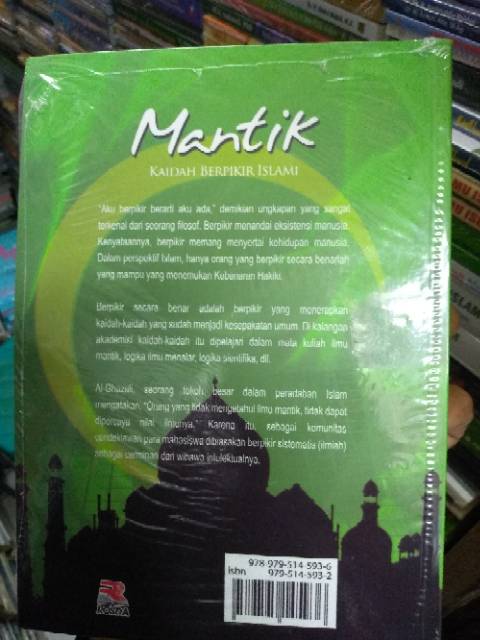 Mantik
KAIDAH BERPIKIR ISLAMI
"Aku berpikir berarti aku ada," demikian ungkapan yang sangat
terkenal dari seorang filosof. Berpikir menandai eksistensi manusia.
Kenyataannya, berpikir memang menyertai kehidupan manusia.
Dalam perspektif Islam, hanya orang yang berpikir secara benarlah
yang mampu yang menemukan Kebenaran Hakiki.
Berpikir secara benar adalah berpikir yang menerapkan
kaidah-kaidah yang sudah menjadi kesepakatan umum. Di kalangan
akademisi kaidah-kaidah itu dipelajari dalam mata kuliah ilmu
mantik, logika ilmu menalar, logika sientifika, dll.
Al-Ghazali, seorang tokoh besar dalam peradaban Islam
mengatakan, "Orang yang tidak mengetahui ilmu mantik, tidak dapat
dipercaya nilai ilmunya." Karena itu, sebagai komunitas
cendekiawan para mahasiswa dibiasakan berpikir sistematis (ilmiah)
sebagai cerminan dari wibawa intelektualnya.
978-979-514-593-6
isbn 979-514-593-2